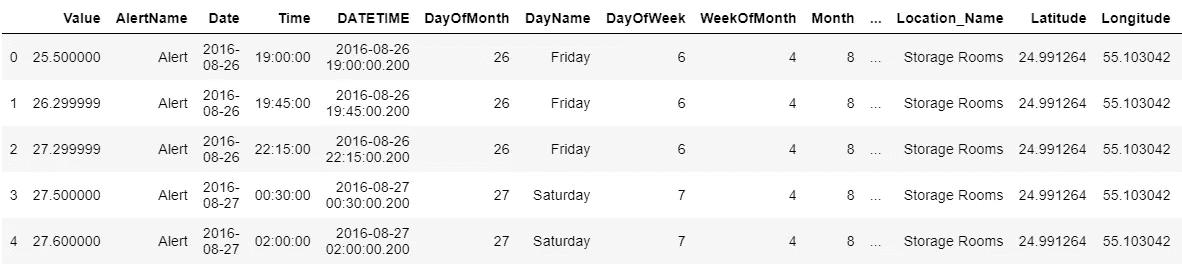 Value AlertName Date Time DATETIME DayOfMonth DayName DayOfWeek WeekOfMonth Month ... Location_Name Latitude Longitude
0 25.500000 Alert 2016-08-26 19:00:00 2016-08-26 19:00:00.200 26 Friday 6 4 8 ... Storage Rooms 24.991264 55.103042
1 26.299999 Alert 2016-08-26 19:45:00 2016-08-26 19:45:00.200 26 Friday 6 4 8 ... Storage Rooms 24.991264 55.103042
2 27.299999 Alert 2016-08-26 22:15:00 2016-08-26 22:15:00.200 26 Friday 6 4 8 ... Storage Rooms 24.991264 55.103042
3 27.500000 Alert 2016-08-27 00:30:00 2016-08-27 00:30:00.200 27 Saturday 7 4 8 ... Storage Rooms 24.991264 55.103042
4 27.600000 Alert 2016-08-27 02:00:00 2016-08-27 02:00:00.200 27 Saturday 7 4 8 ... Storage Rooms 24.991264 55.103042